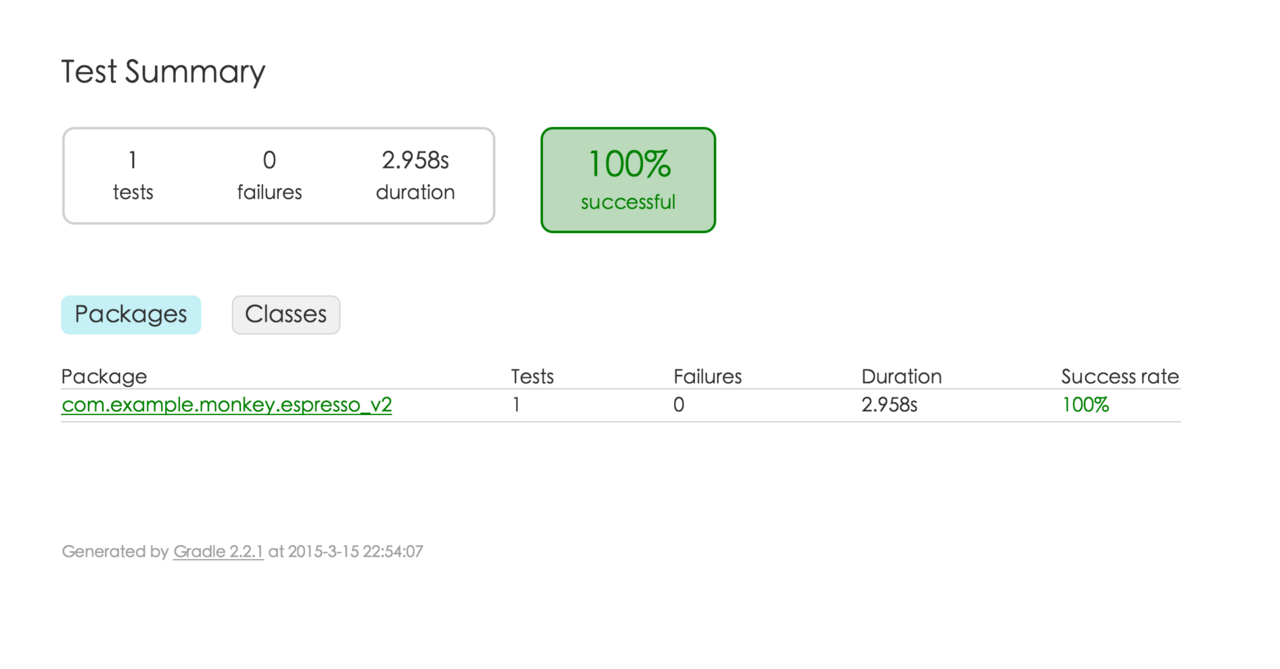 Test Summary
1 0 2.958s
tests failures duration
100%
successful
Packages Classes
Package Tests Failures Duration Success rate
com.example.monkey.espresso_v2 1 0 2.958s 100%
Generated by Gradle 2.2.1 at 2015-3-15 22:54:07